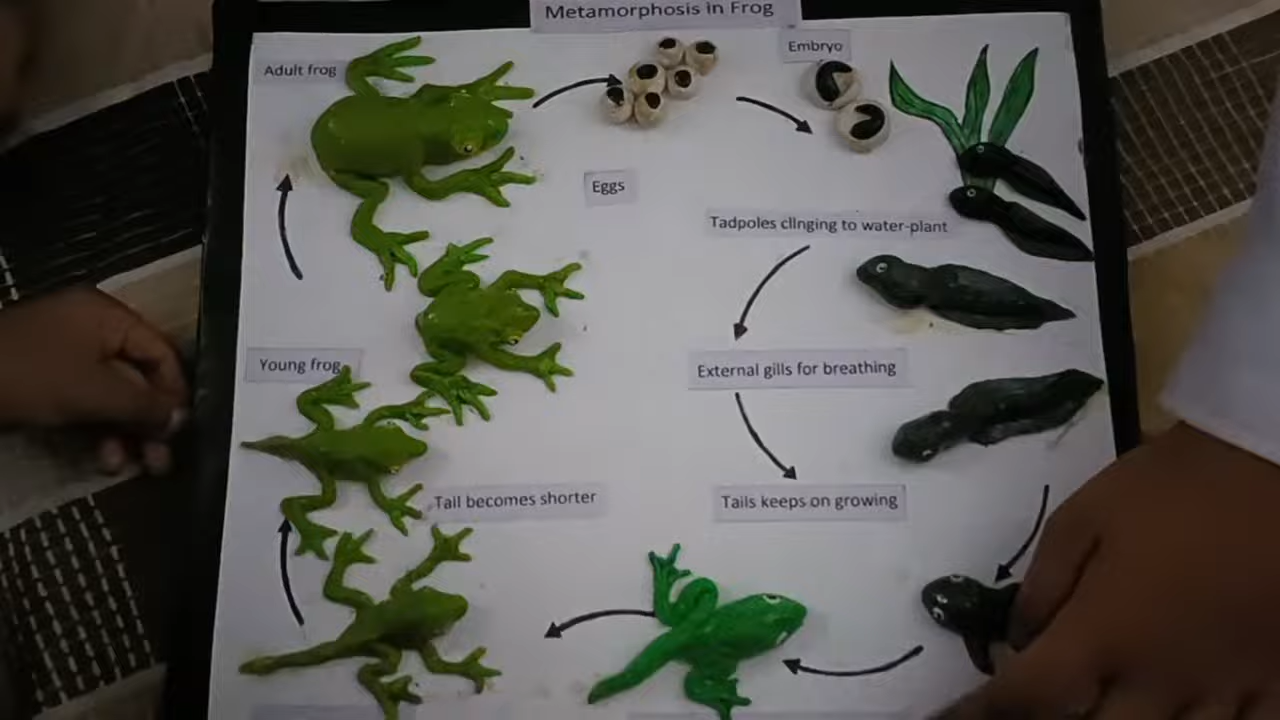 Metamorphosis in Frog
Adult frog
Embryo
Eggs
Tadpoles clinging to water-plant
Young frog
External gills for breathing
Tail becomes shorter
Tails keeps on growing